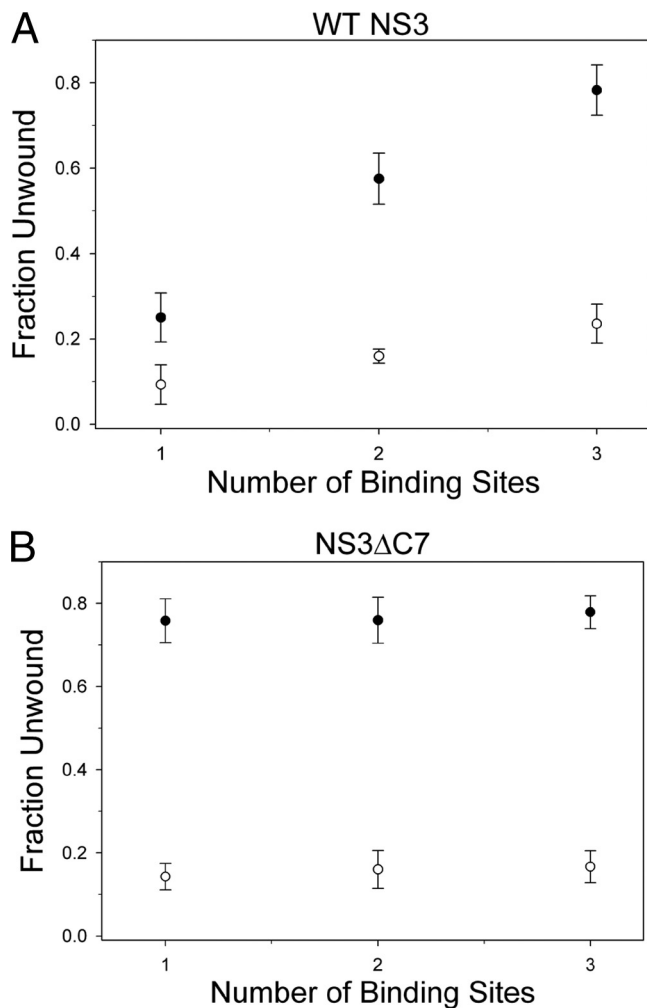 A
WT NS3
0.8
0.6
0.4
0.2
0.0
Fraction Unwound
1 2 3
Number of Binding Sites
B
NS3ΔC7
0.8
0.6
0.4
0.2
0.0
Fraction Unwound
1 2 3
Number of Binding Sites